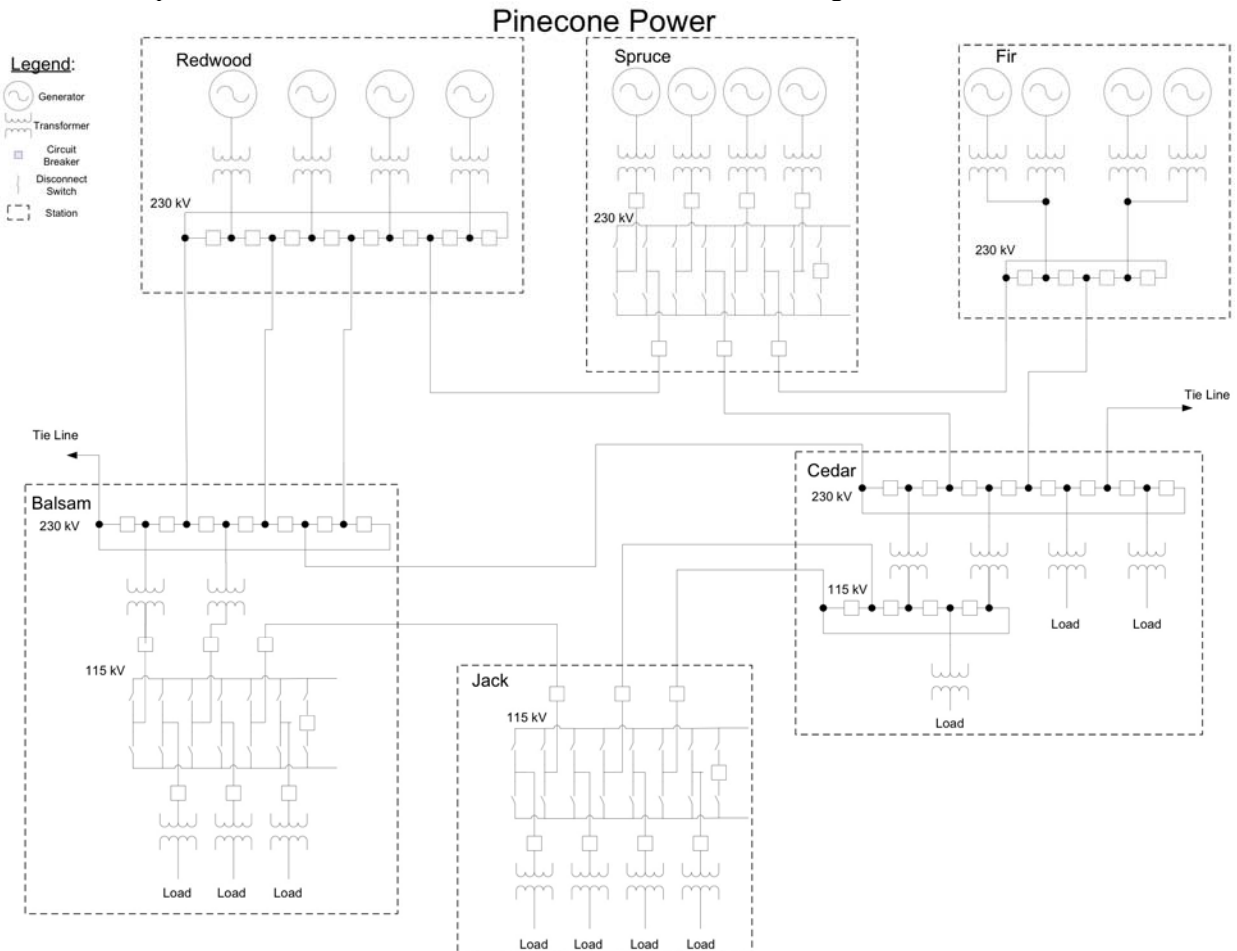 Pinecone Power
Legend:
Generator
Transformer
Circuit
Breaker
Disconnect
Switch
Station
Redwood
230 kV
Spruce
230 kV
Fir
230 kV
Tie Line
Tie Line
Balsam
230 kV
115 kV
Load
Load
Load
Jack
115 kV
Load
Load
Load
Load
Cedar
230 kV
115 kV
Load
Load
Load